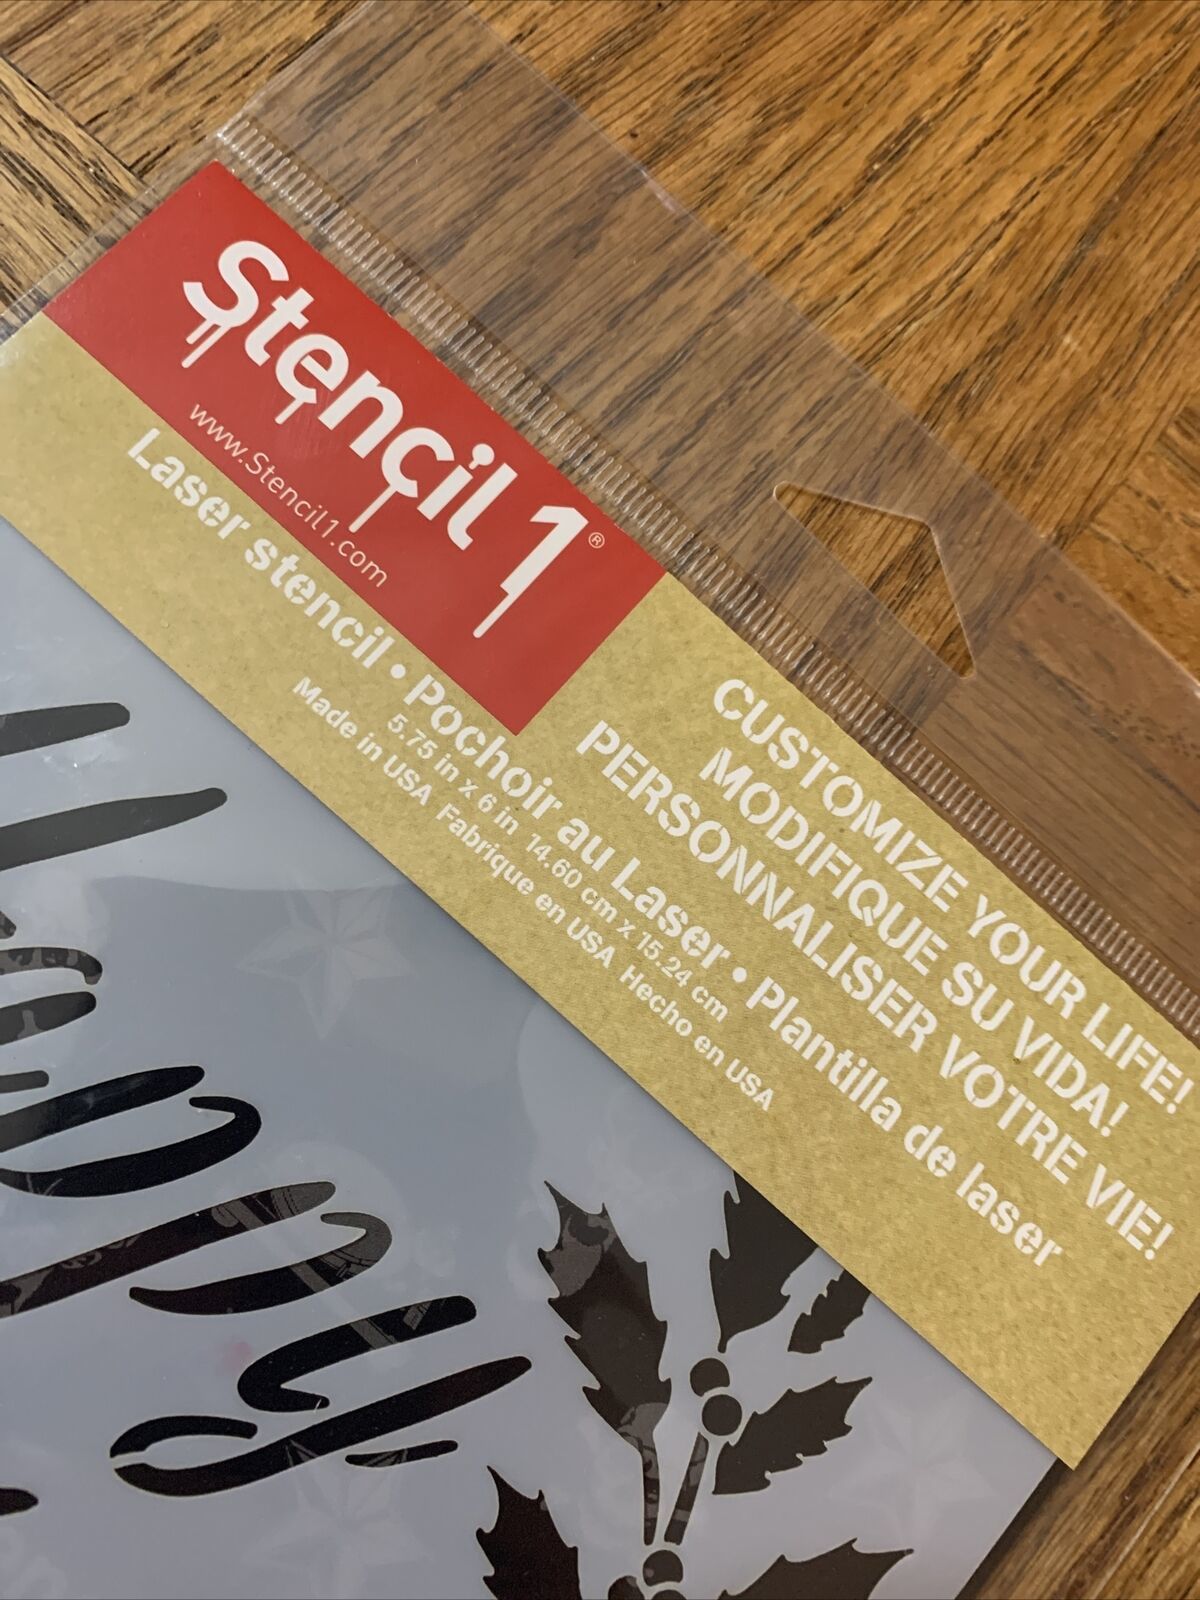 Stencil 1®
www.Stencil1.com
CUSTOMIZE YOUR LIFE!
MODIFIQUE SU VIDA!
PERSONNALISER VOTRE VIE!
Laser stencil • Pochoir au Laser • Plantilla de laser
5.75 in x 6 in 14.60 cm x 15.24 cm
Made in USA Fabrique en USA Hecho en USA
Happy